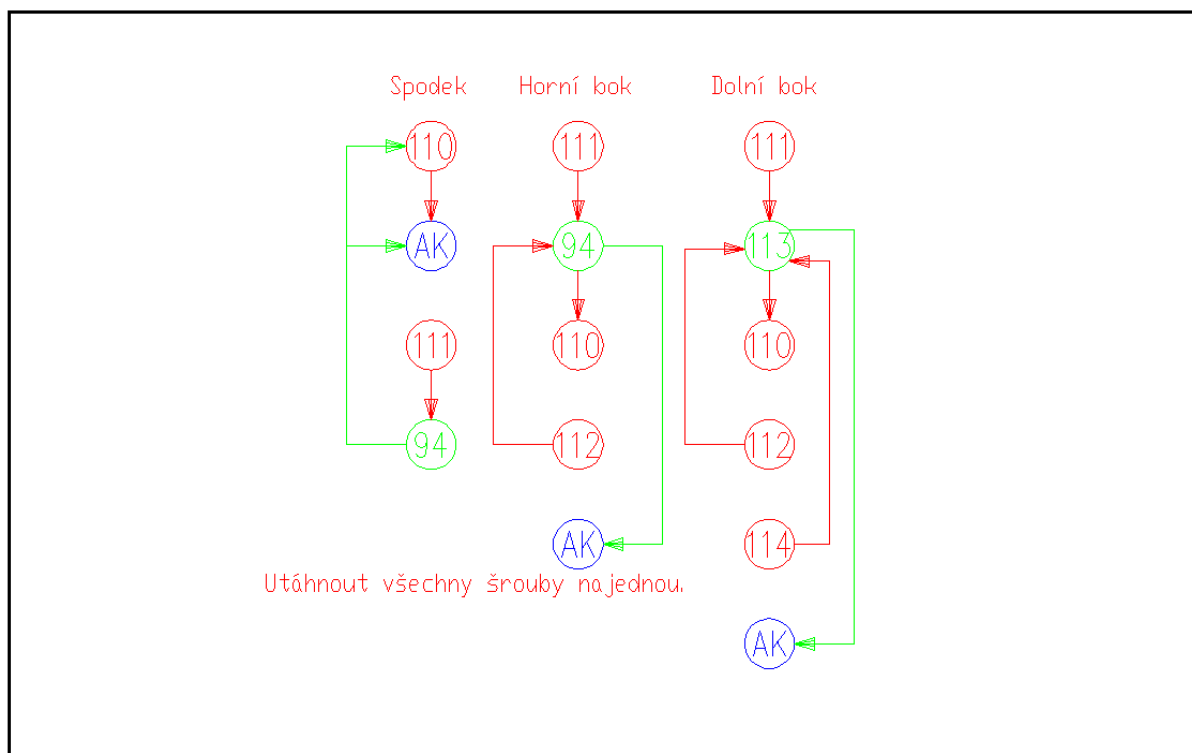 Spodek Horní bok Dolní bok
110 111 111
AK 94 113
111 110 110
94 112 112
AK 114
Utáhnout všechny šrouby najednou.
AK